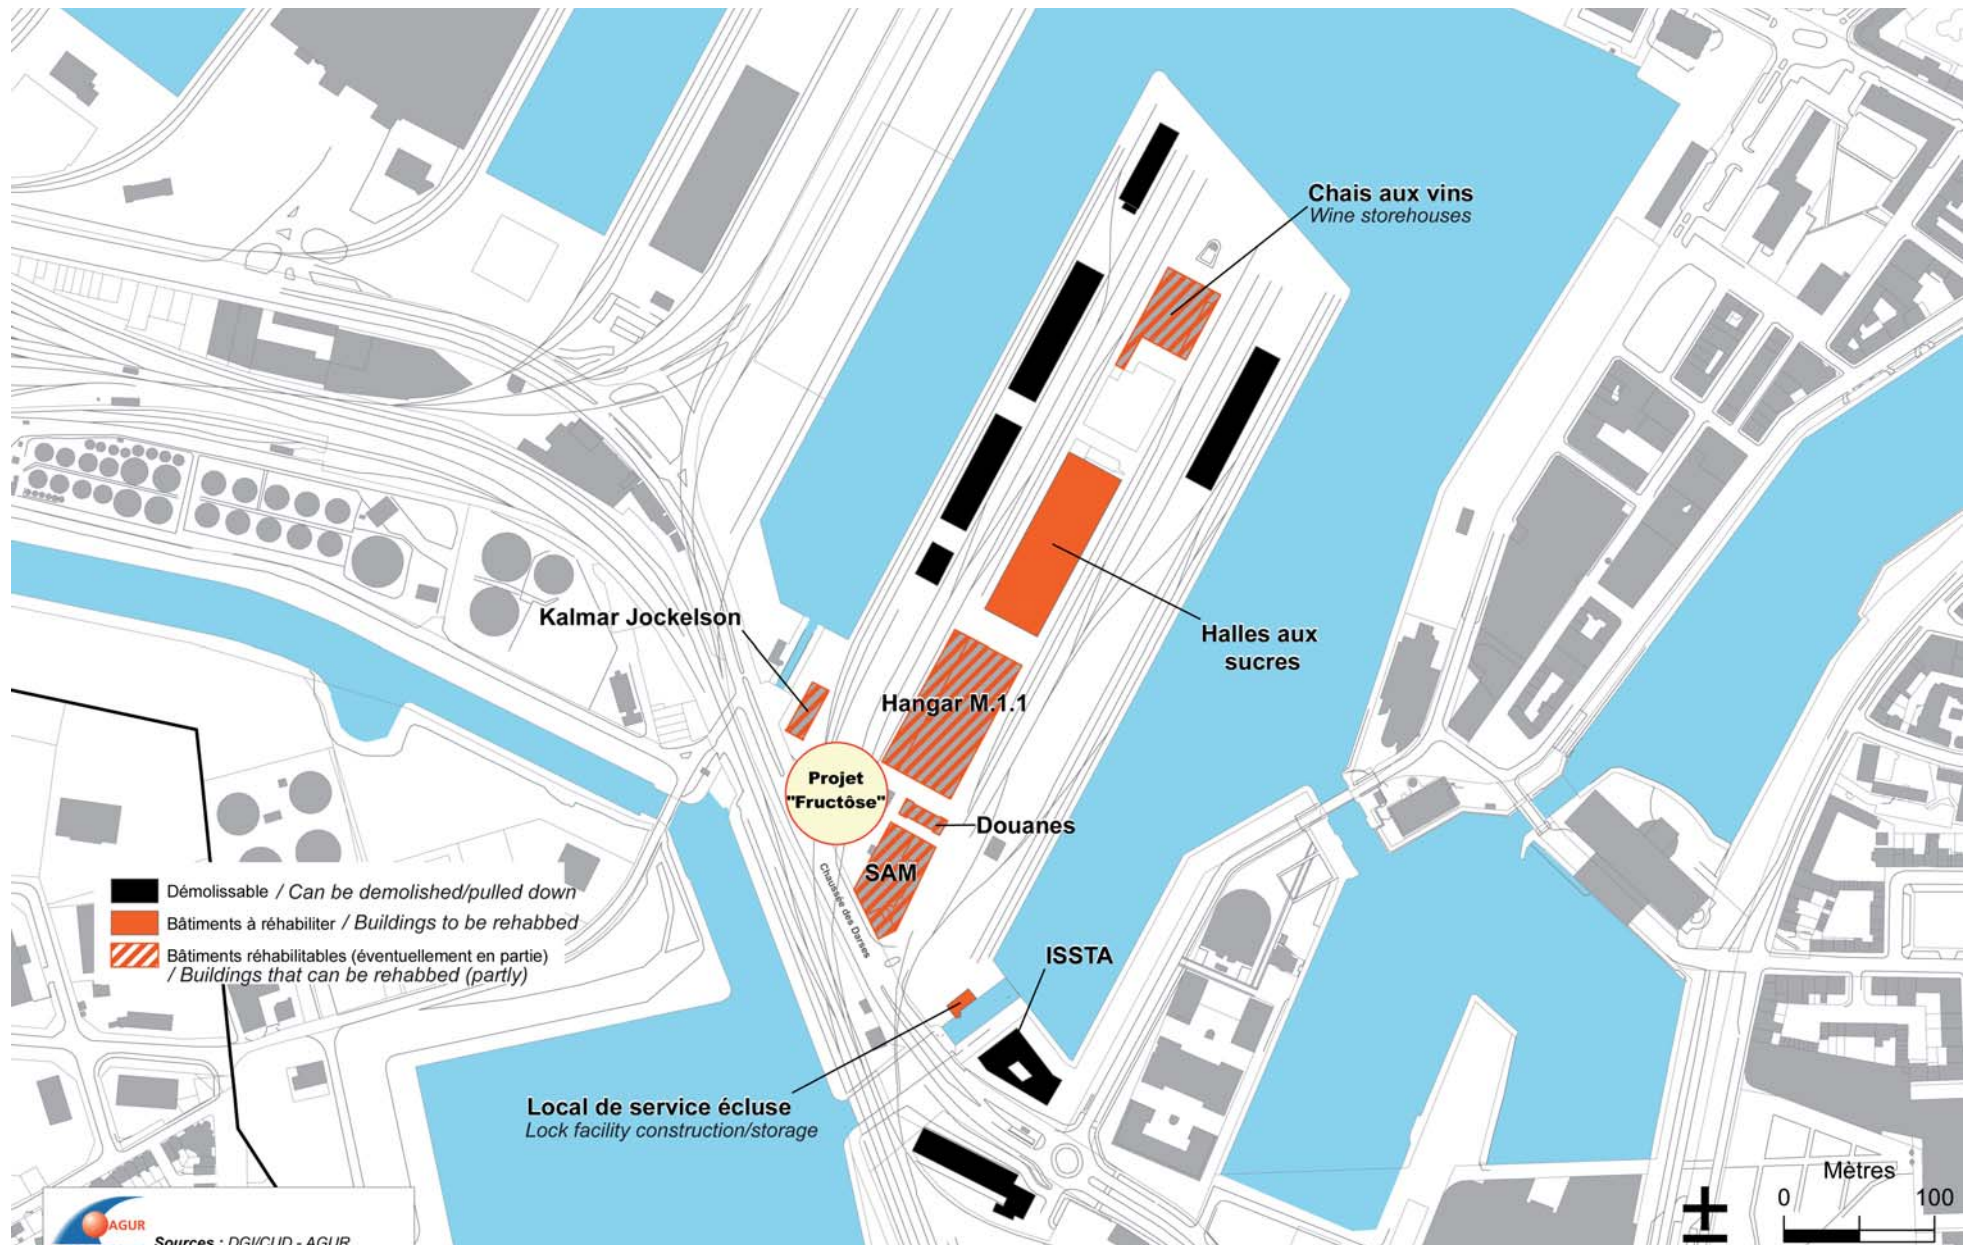 Chais aux vins
Wine storehouses
Kalmar Jockelson
Halles aux
sucres
Hangar M.1.1
Projet
"Fructôse"
Douanes
SAM
Chaussée des Darses
Démolissable / Can be demolished/pulled down
Bâtiments à réhabiliter / Buildings to be rehabbed
Bâtiments réhabilitables (éventuellement en partie)
/ Buildings that can be rehabbed (partly)
ISSTA
Local de service écluse
Lock facility construction/storage
Mètres
0 100
AGUR
Sources : DGI/CUD - AGUR